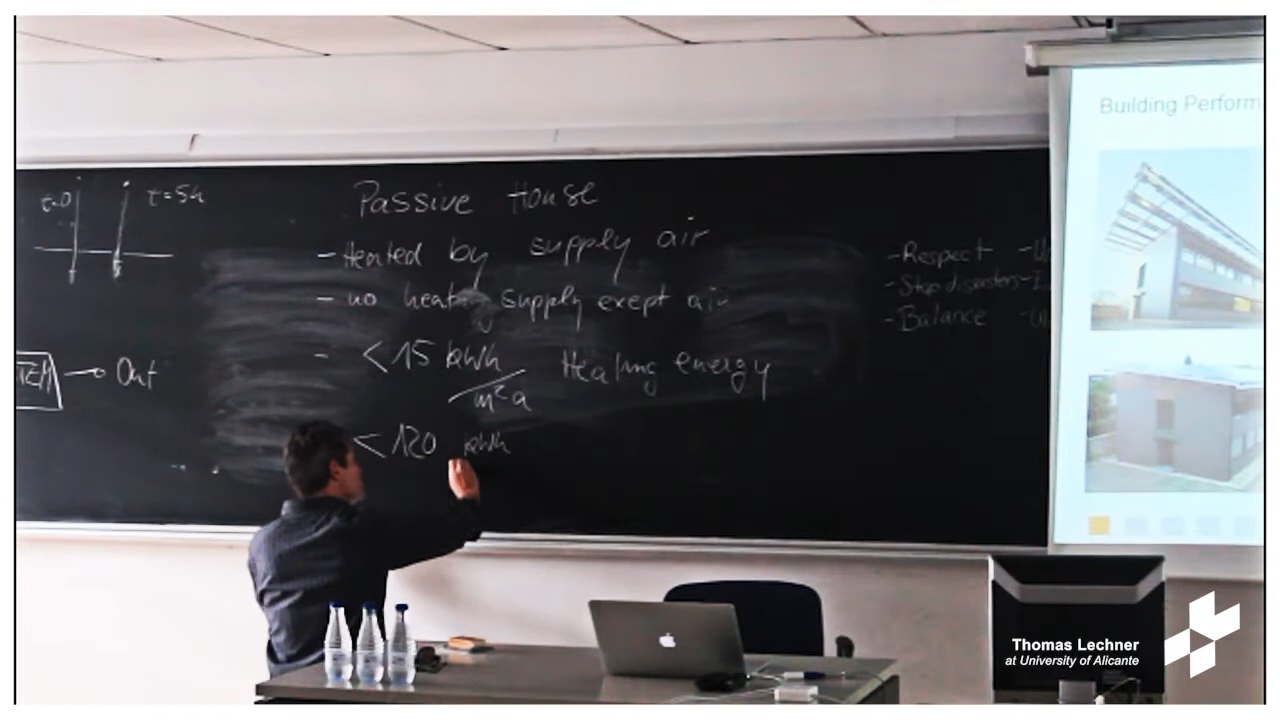 t=0
t=5h
Passive House
- Heated by supply air
- no heating supply exept air
- <15 kWh Heating energy
m²a
<120 kWh
→ Out
- Respect -
- Stop disasters -
- Balance -
Building Perform
Thomas Lechner
at University of Alicante